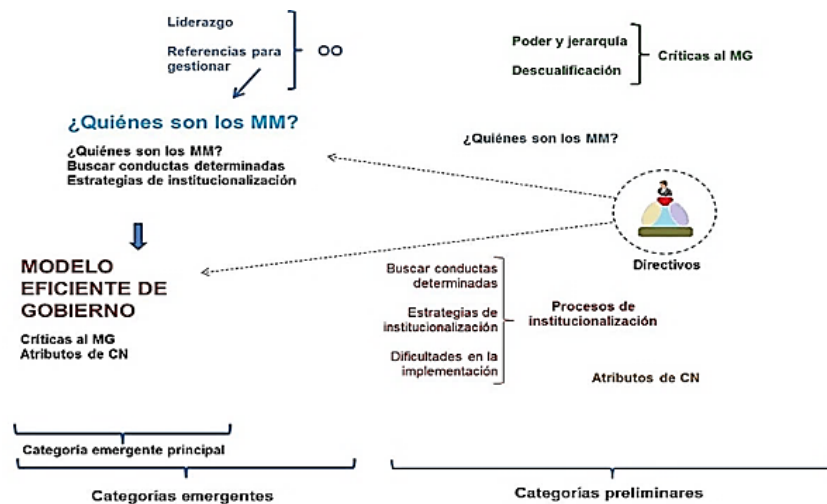 Liderazgo
Referencias para
gestionar
OO
¿Quiénes son los MM?
¿Quiénes son los MM?
Buscar conductas determinadas
Estrategias de institucionalización
MODELO
EFICIENTE DE
GOBIERNO
Críticas al MG
Atributos de CN
Categoría emergente principal
Categorías emergentes
Poder y jerarquía
Descualificación
Críticas al MG
¿Quiénes son los MM?
Directivos
Buscar conductas
determinadas
Estrategias de
institucionalización
Dificultades en la
implementación
Procesos de
institucionalización
Atributos de CN
Categorías preliminares